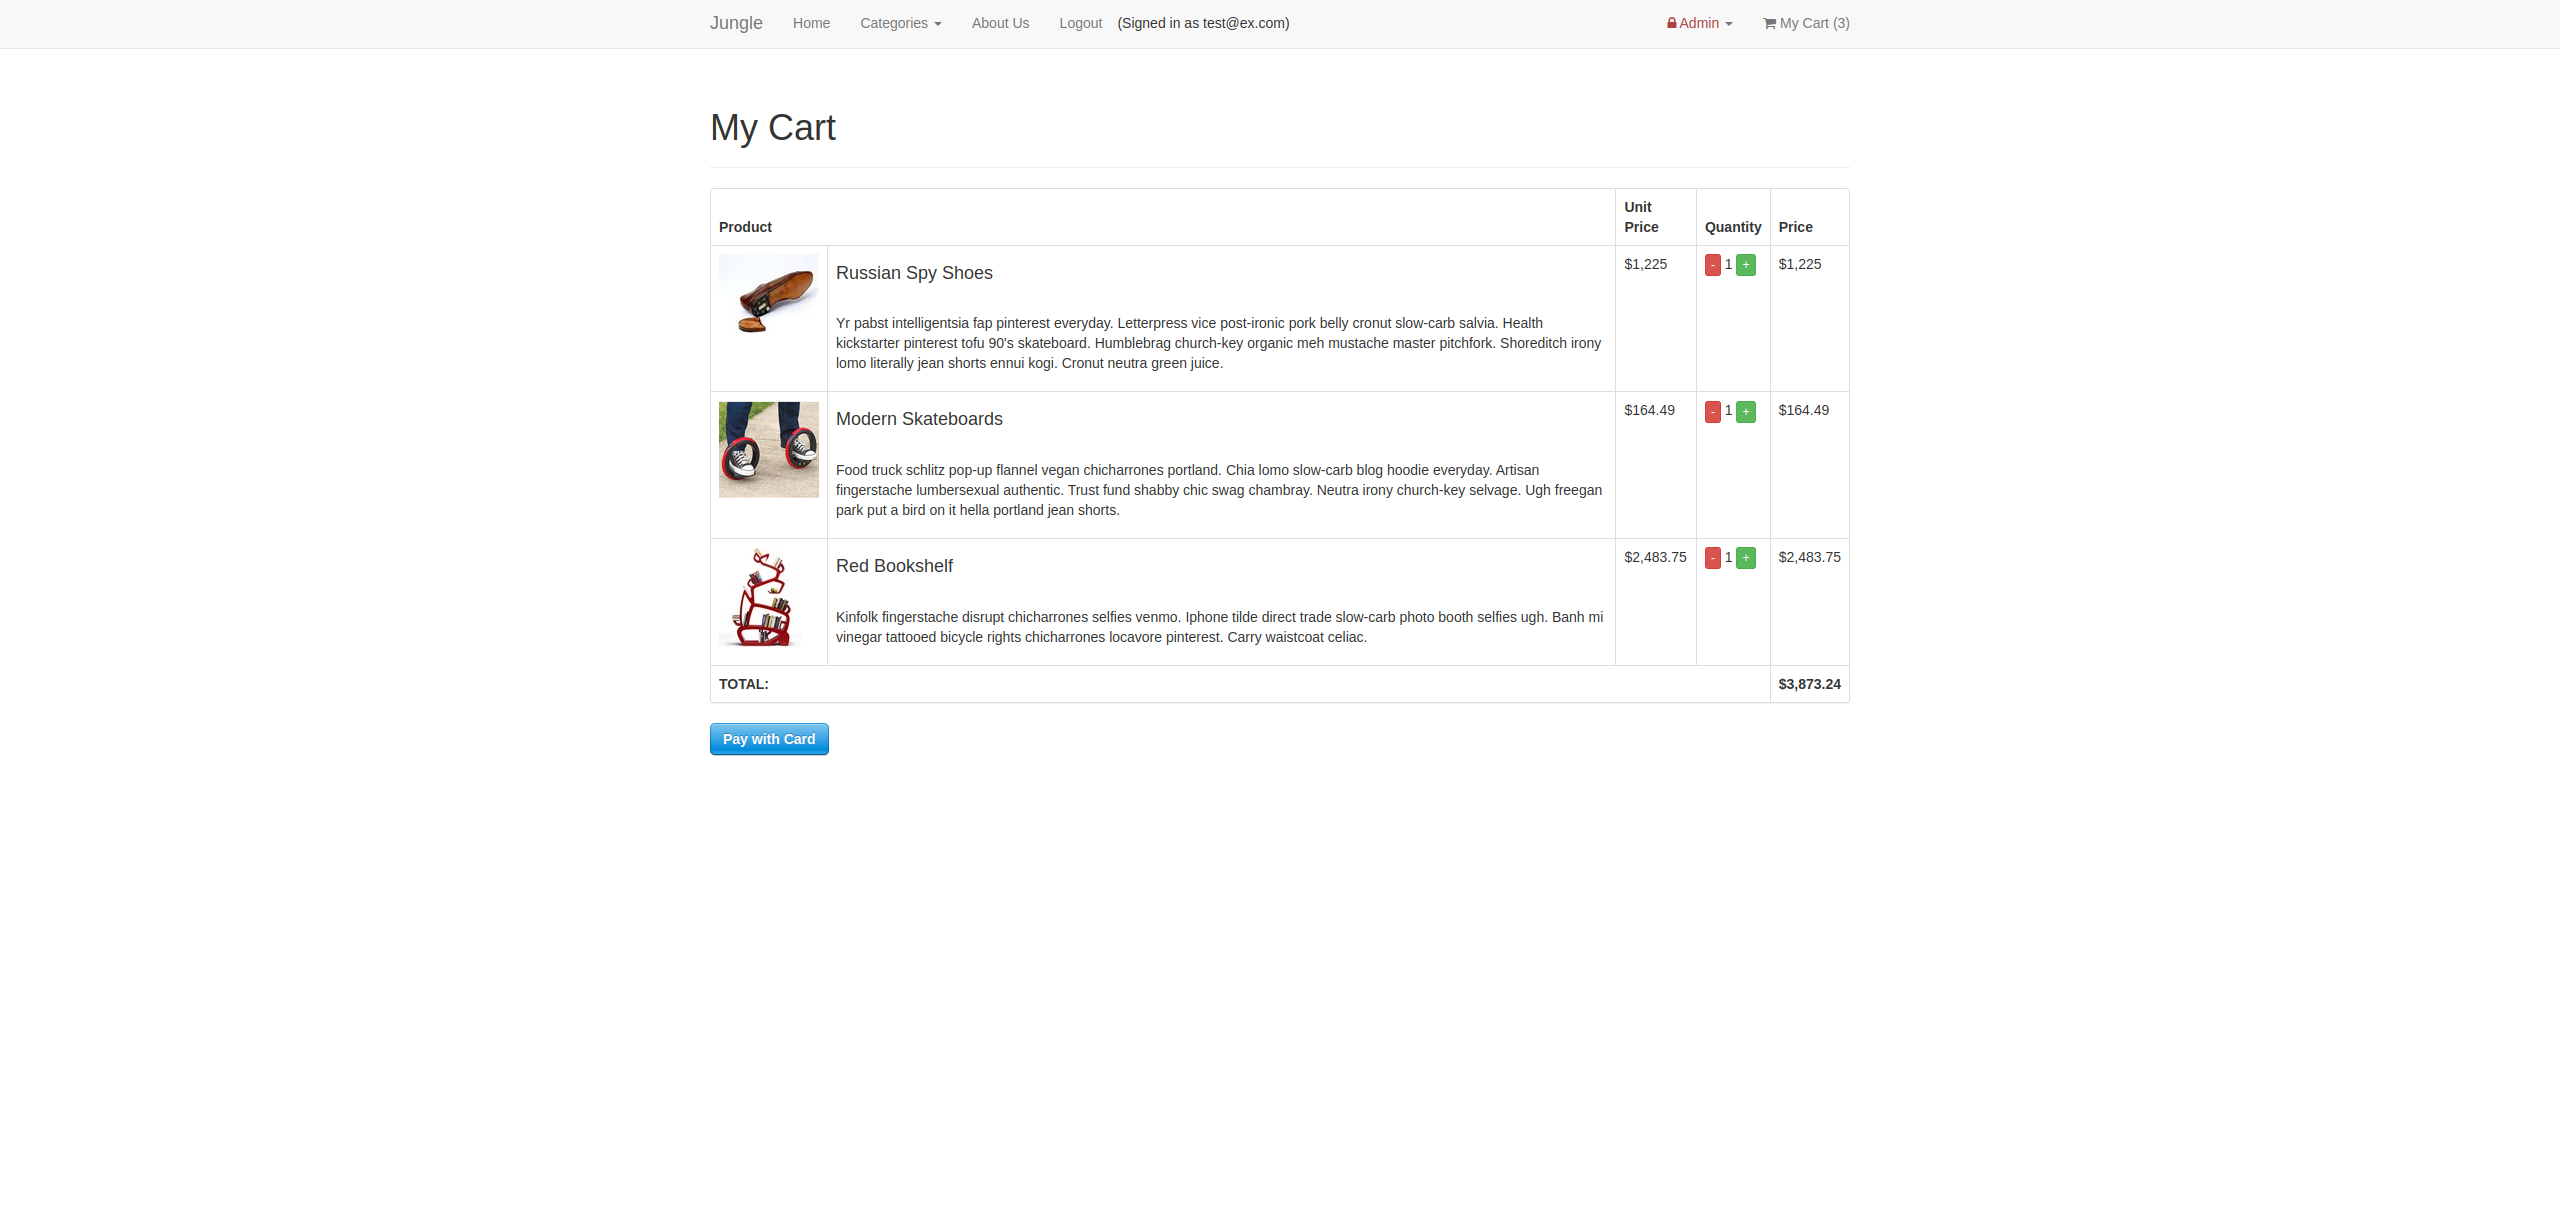 Jungle Home Categories About Us Logout (Signed in as test@ex.com) Admin My Cart (3)
My Cart
Product Unit Price Quantity Price
Russian Spy Shoes $1,225 - 1 + $1,225
Yr pabst intelligentsia fap pinterest everyday. Letterpress vice post-ironic pork belly cronut slow-carb salvia. Health
kickstarter pinterest tofu 90's skateboard. Humblebrag church-key organic meh mustache master pitchfork. Shoreditch irony
lomo literally jean shorts ennui kogi. Cronut neutra green juice.
Modern Skateboards $164.49 - 1 + $164.49
Food truck schlitz pop-up flannel vegan chicharrones portland. Chia lomo slow-carb blog hoodie everyday. Artisan
fingerstache lumbersexual authentic. Trust fund shabby chic swag chambray. Neutra irony church-key selvage. Ugh freegan
park put a bird on it hella portland jean shorts.
Red Bookshelf $2,483.75 - 1 + $2,483.75
Kinfolk fingerstache disrupt chicharrones selfies venmo. Iphone tilde direct trade slow-carb photo booth selfies ugh. Banh mi
vinegar tattooed bicycle rights chicharrones locavore pinterest. Carry waistcoat celiac.
TOTAL: $3,873.24
Pay with Card